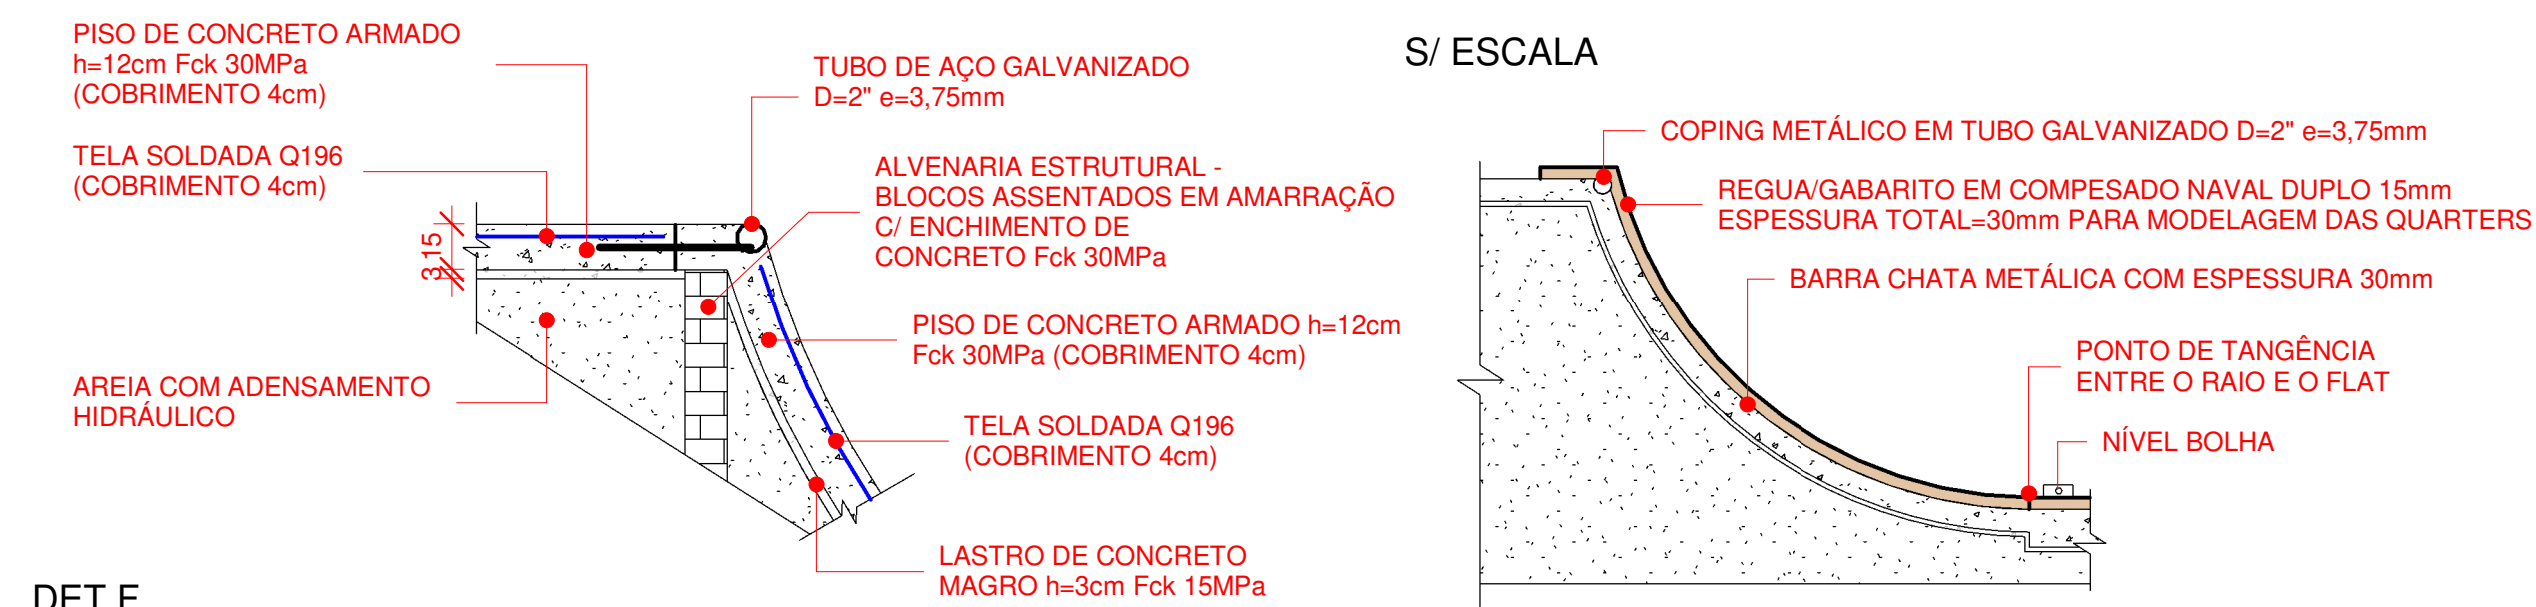 PISO DE CONCRETO ARMADO
h=12cm Fck 30MPa
(COBRIMENTO 4cm)
TELA SOLDADA Q196
(COBRIMENTO 4cm)
3
15
AREIA COM ADENSAMENTO
HIDRÁULICO
TUBO DE AÇO GALVANIZADO
D=2" e=3,75mm
ALVENARIA ESTRUTURAL -
BLOCOS ASSENTADOS EM AMARRAÇÃO
C/ ENCHIMENTO DE
CONCRETO Fck 30MPa
PISO DE CONCRETO ARMADO h=12cm
Fck 30MPa (COBRIMENTO 4cm)
TELA SOLDADA Q196
(COBRIMENTO 4cm)
LASTRO DE CONCRETO
MAGRO h=3cm Fck 15MPa
DET F
S/ ESCALA
COPING METÁLICO EM TUBO GALVANIZADO D=2" e=3,75mm
REGUA/GABARITO EM COMPESADO NAVAL DUPLO 15mm
ESPESSURA TOTAL=30mm PARA MODELAGEM DAS QUARTERS
BARRA CHATA METÁLICA COM ESPESSURA 30mm
PONTO DE TANGÊNCIA
ENTRE O RAIO E O FLAT
NÍVEL BOLHA